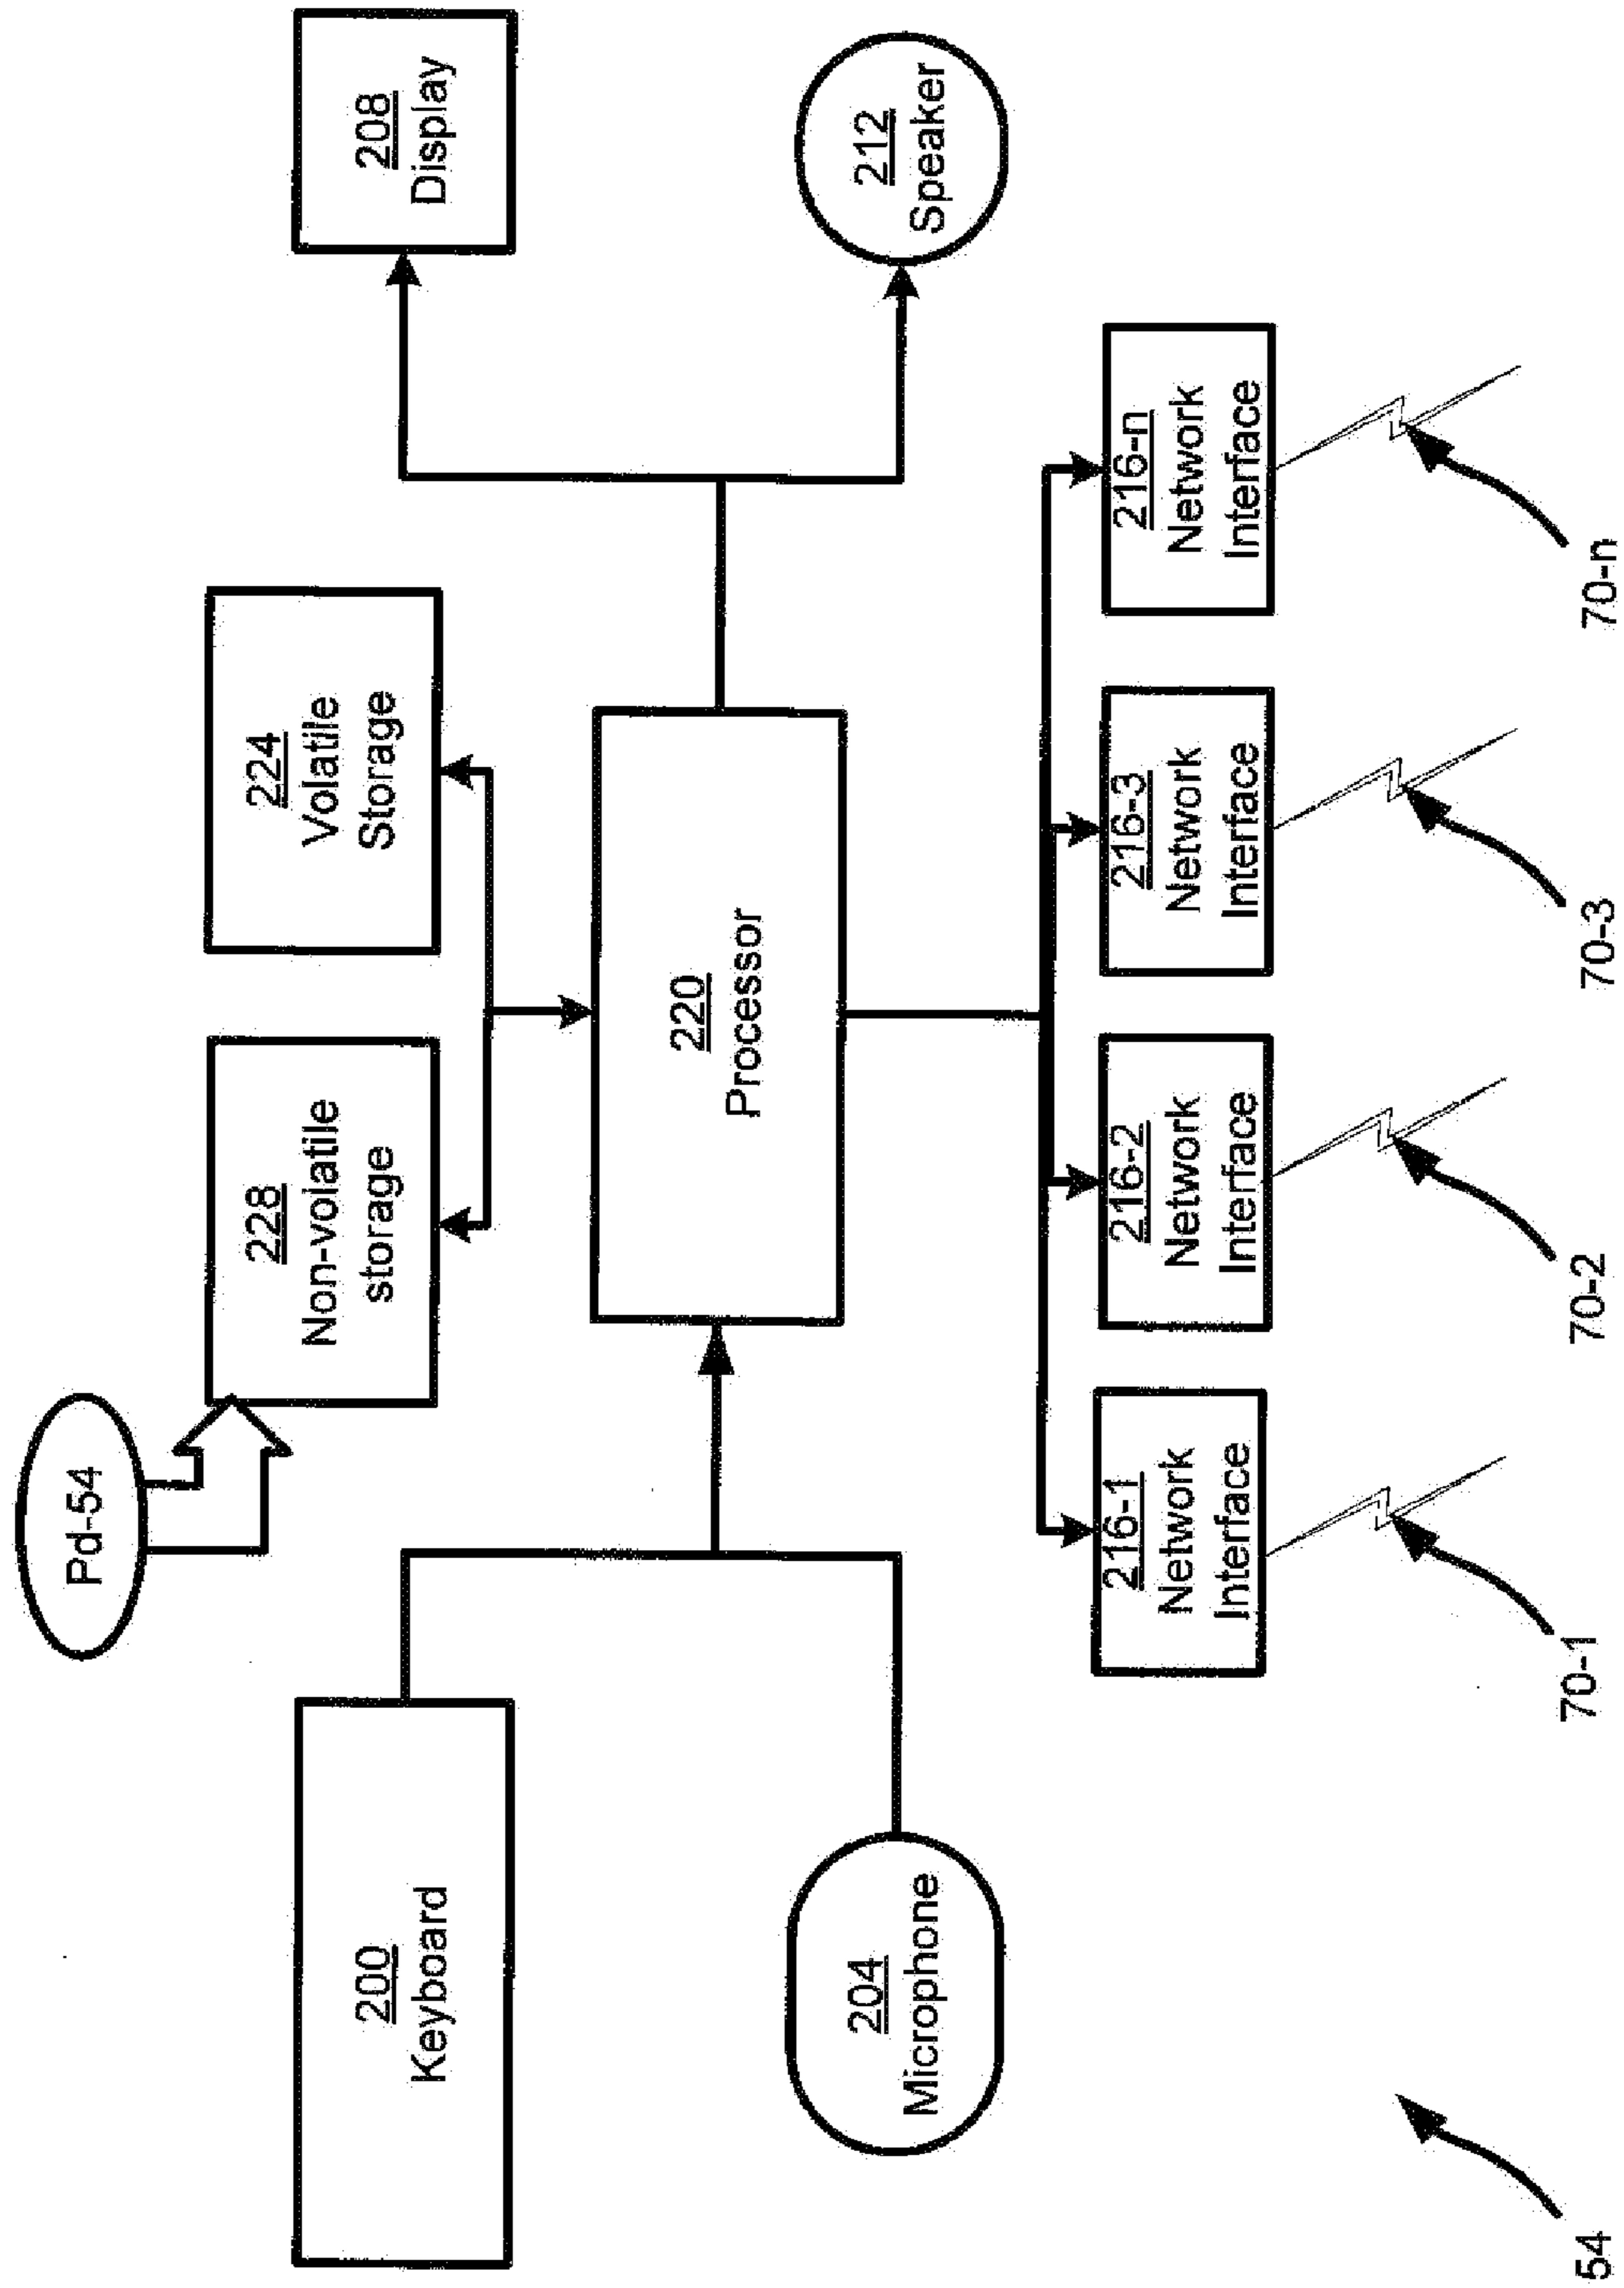 Pd-54
228
Non-volatile
storage
224
Volatile
Storage
200
Keyboard
208
Display
220
Processor
204
Microphone
212
Speaker
216-1
Network
Interface
216-2
Network
Interface
216-3
Network
Interface
216-n
Network
Interface
70-1
70-2
70-3
70-n
54